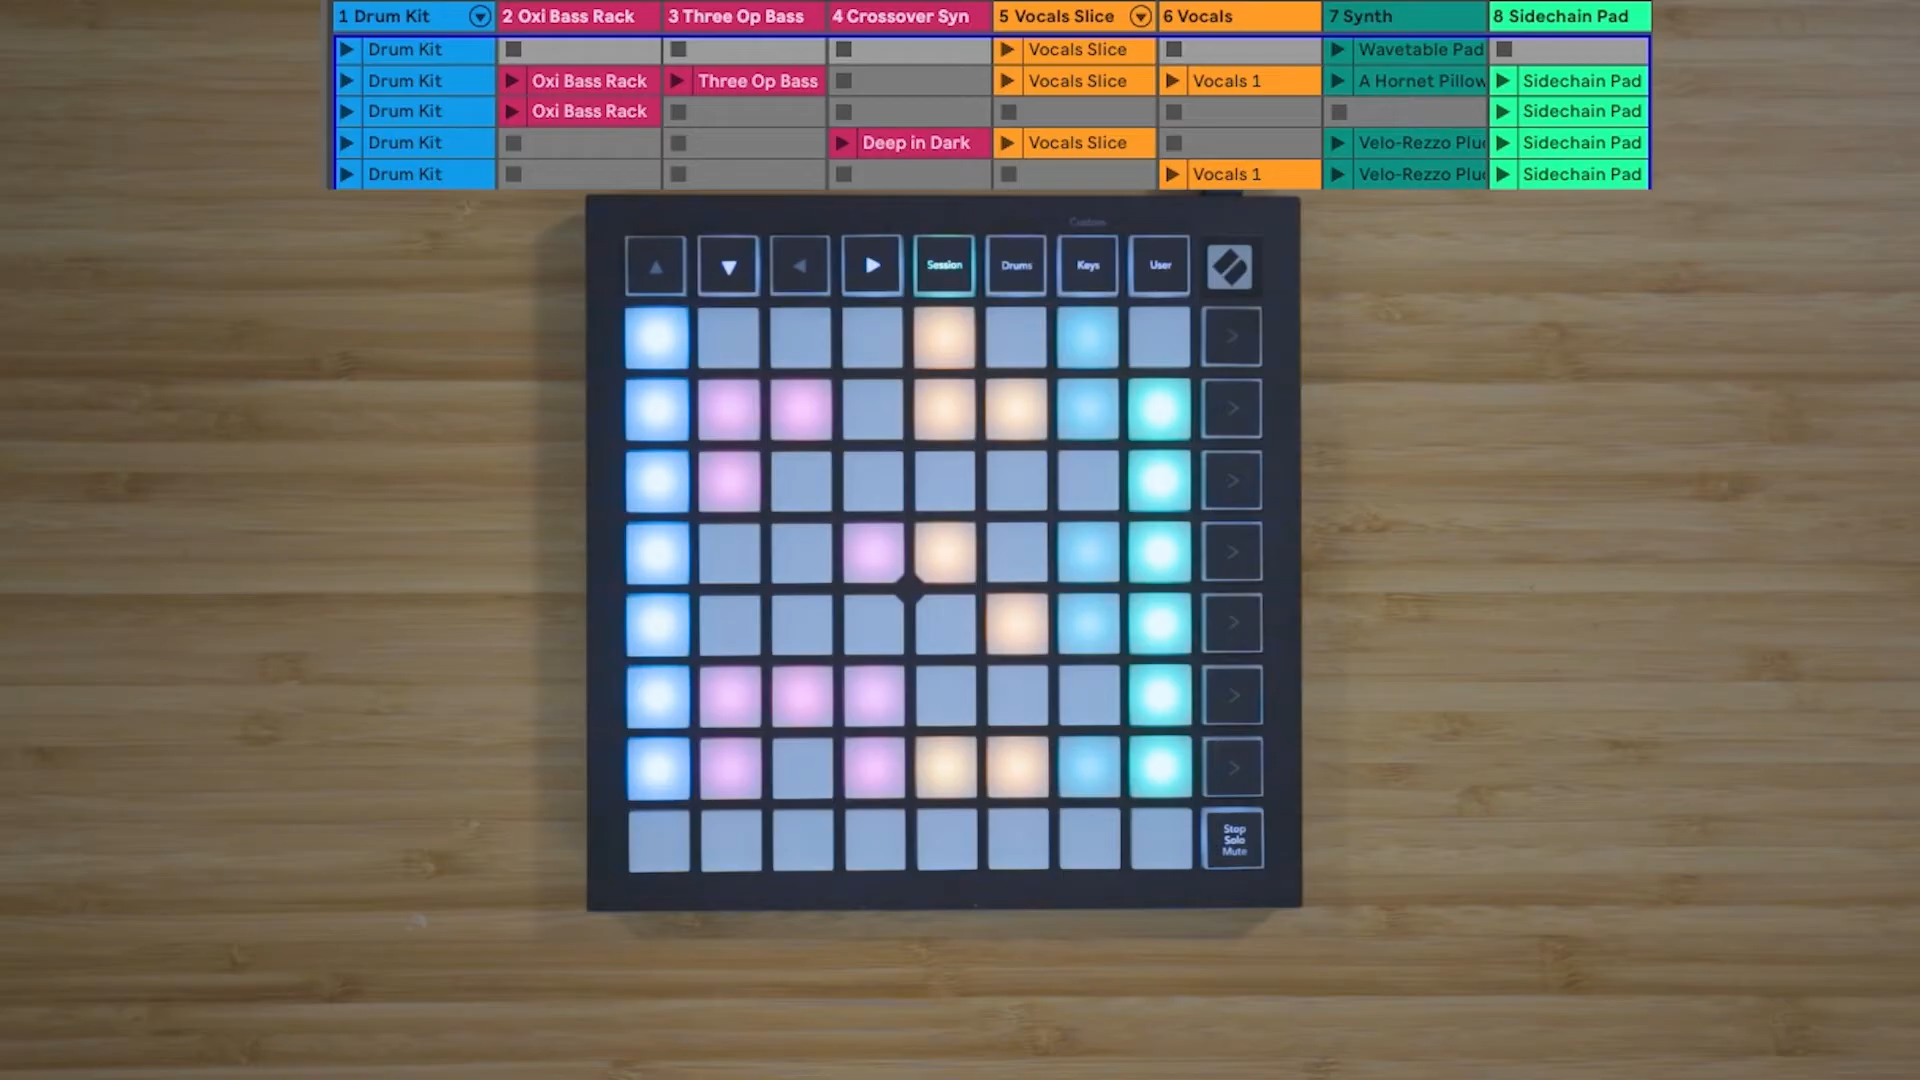 1 Drum Kit 2 Oxi Bass Rack 3 Three Op Bass 4 Crossover Syn 5 Vocals Slice 6 Vocals 7 Synth 8 Sidechain Pad
Drum Kit Vocals Slice Wavetable Pad
Drum Kit Oxi Bass Rack Three Op Bass Vocals Slice Vocals 1 A Hornet Pillow Sidechain Pad
Drum Kit Oxi Bass Rack Sidechain Pad
Drum Kit Deep in Dark Vocals Slice Velo-Rezzo Plu Sidechain Pad
Drum Kit Vocals 1 Velo-Rezzo Plu Sidechain Pad
Custom
Session Drums Keys User
Stop
Solo
Mute